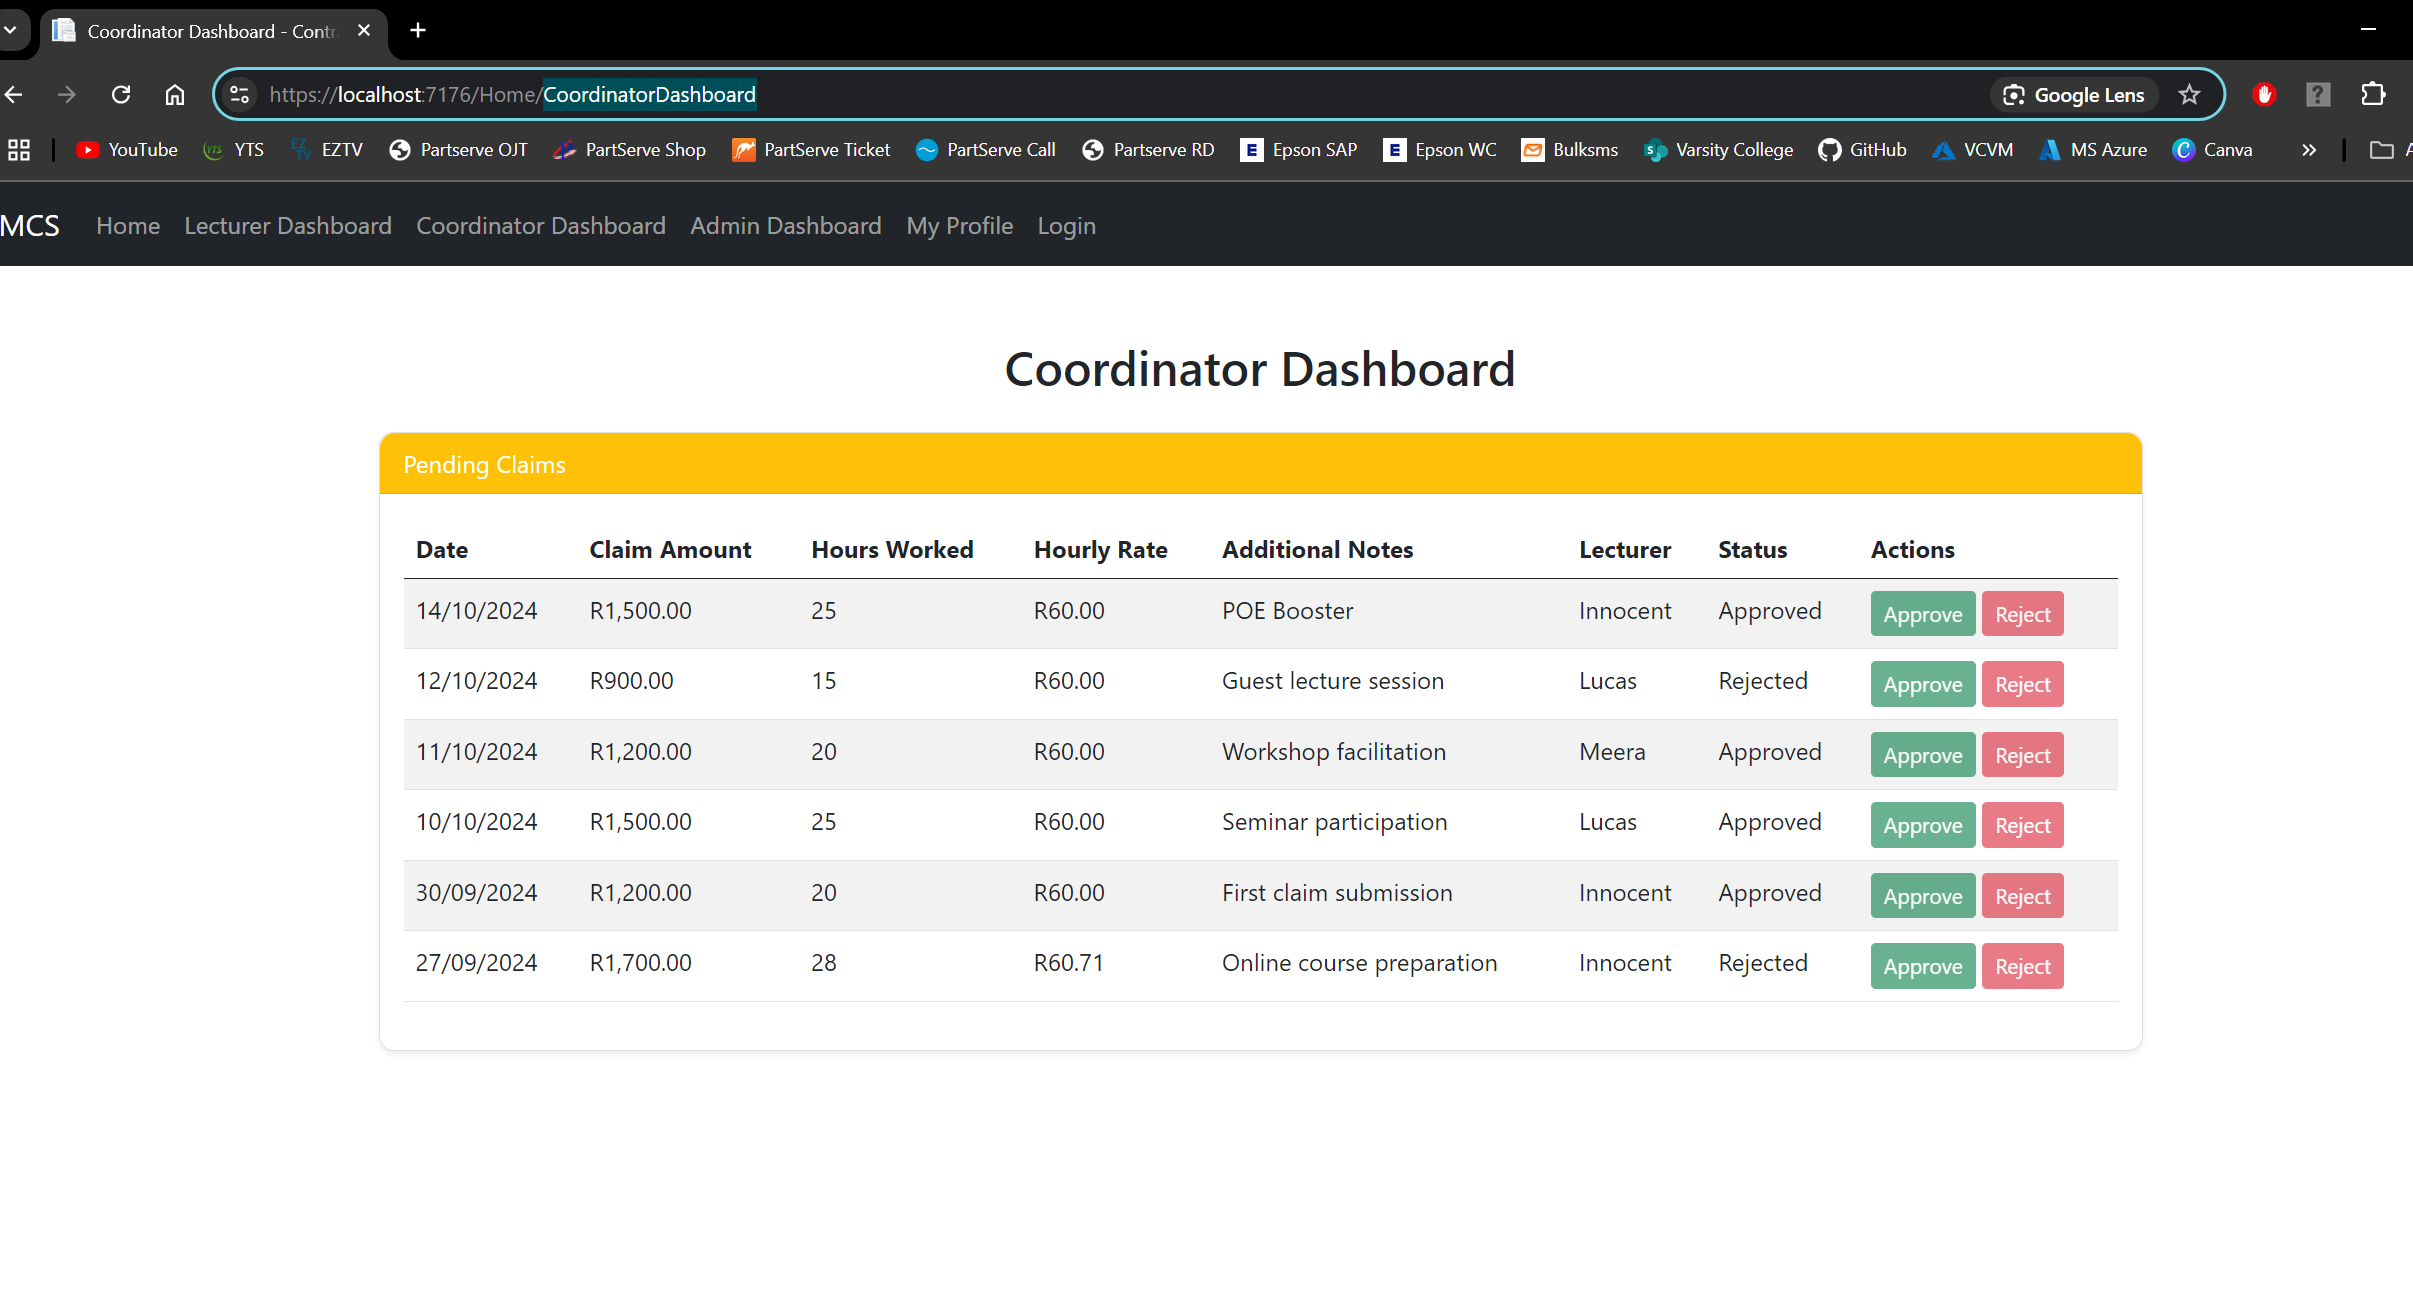 Coordinator Dashboard - Contr
https://localhost:7176/Home/CoordinatorDashboard
Google Lens
YouTube YTS EZTV Partserve OJT PartServe Shop PartServe Ticket PartServe Call Partserve RD Epson SAP Epson WC Bulksms Varsity College GitHub VCVM MS Azure Canva
MCS Home Lecturer Dashboard Coordinator Dashboard Admin Dashboard My Profile Login
Coordinator Dashboard
Pending Claims
Date Claim Amount Hours Worked Hourly Rate Additional Notes Lecturer Status Actions
14/10/2024 R1,500.00 25 R60.00 POE Booster Innocent Approved Approve Reject
12/10/2024 R900.00 15 R60.00 Guest lecture session Lucas Rejected Approve Reject
11/10/2024 R1,200.00 20 R60.00 Workshop facilitation Meera Approved Approve Reject
10/10/2024 R1,500.00 25 R60.00 Seminar participation Lucas Approved Approve Reject
30/09/2024 R1,200.00 20 R60.00 First claim submission Innocent Approved Approve Reject
27/09/2024 R1,700.00 28 R60.71 Online course preparation Innocent Rejected Approve Reject